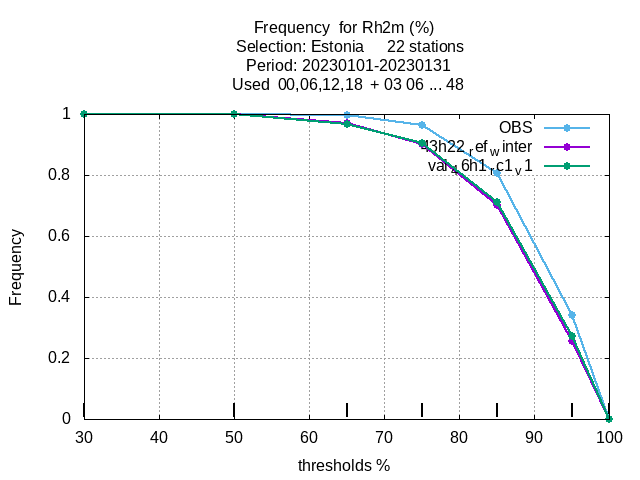 Frequency for Rh2m (%)
Selection: Estonia 22 stations
Period: 20230101-20230131
Used 00,06,12,18 + 03 06 ... 48
OBS
3h22ref winter
1
0.8
0.6
0.4
0.2
0
Frequency
30 40 50 60 70 80 90 100
thresholds %